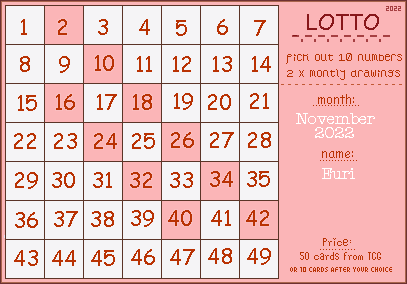 2022
LOTTO
pick out 10 numbers
2 x montly drawings
1 2 3 4 5 6 7
8 9 10 11 12 13 14
15 16 17 18 19 20 21
22 23 24 25 26 27 28
29 30 31 32 33 34 35
36 37 38 39 40 41 42
43 44 45 46 47 48 49
month:
November
2022
name:
Euri
Price:
50 cards from TCG
OR 10 CARDS AFTER YOUR CHOICE